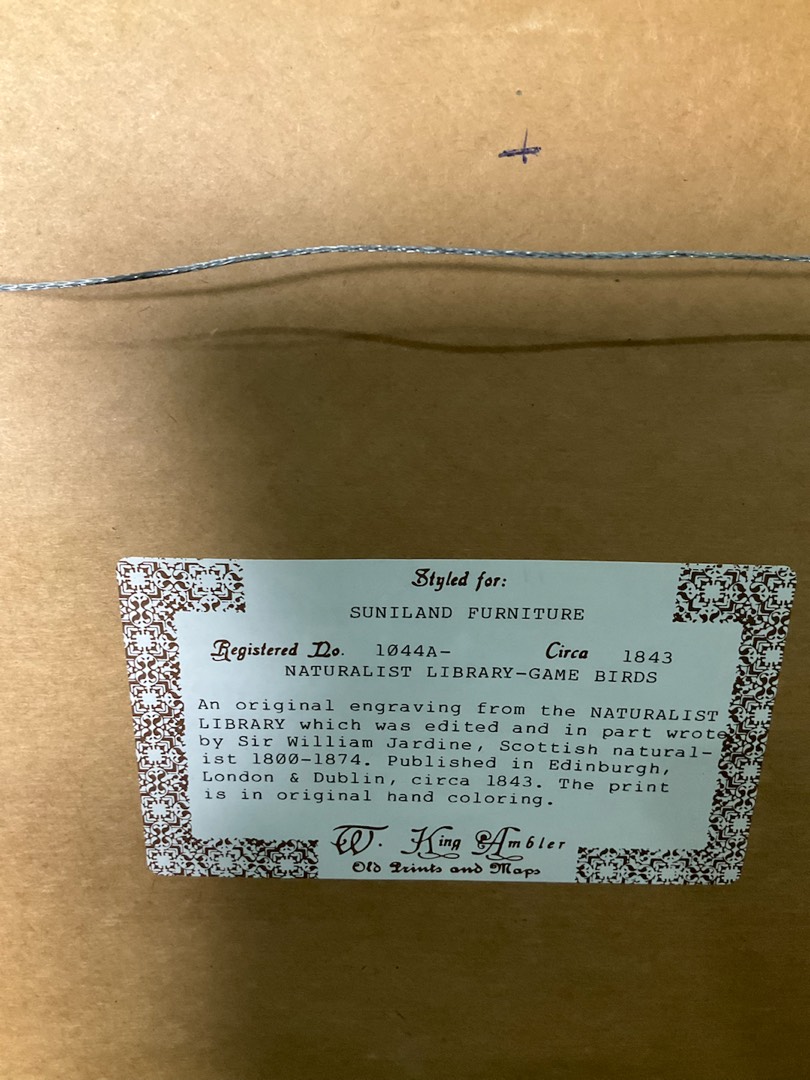 Styled for:
SUNILAND FURNITURE
Registered No. 1044A- Circa 1843
NATURALIST LIBRARY-GAME BIRDS
An original engraving from the NATURALIST
LIBRARY which was edited and in part wrote
by Sir William Jardine, Scottish natural-
ist 1800-1874. Published in Edinburgh,
London & Dublin, circa 1843. The print
is in original hand coloring.
W. King Ambler
Old Prints and Maps